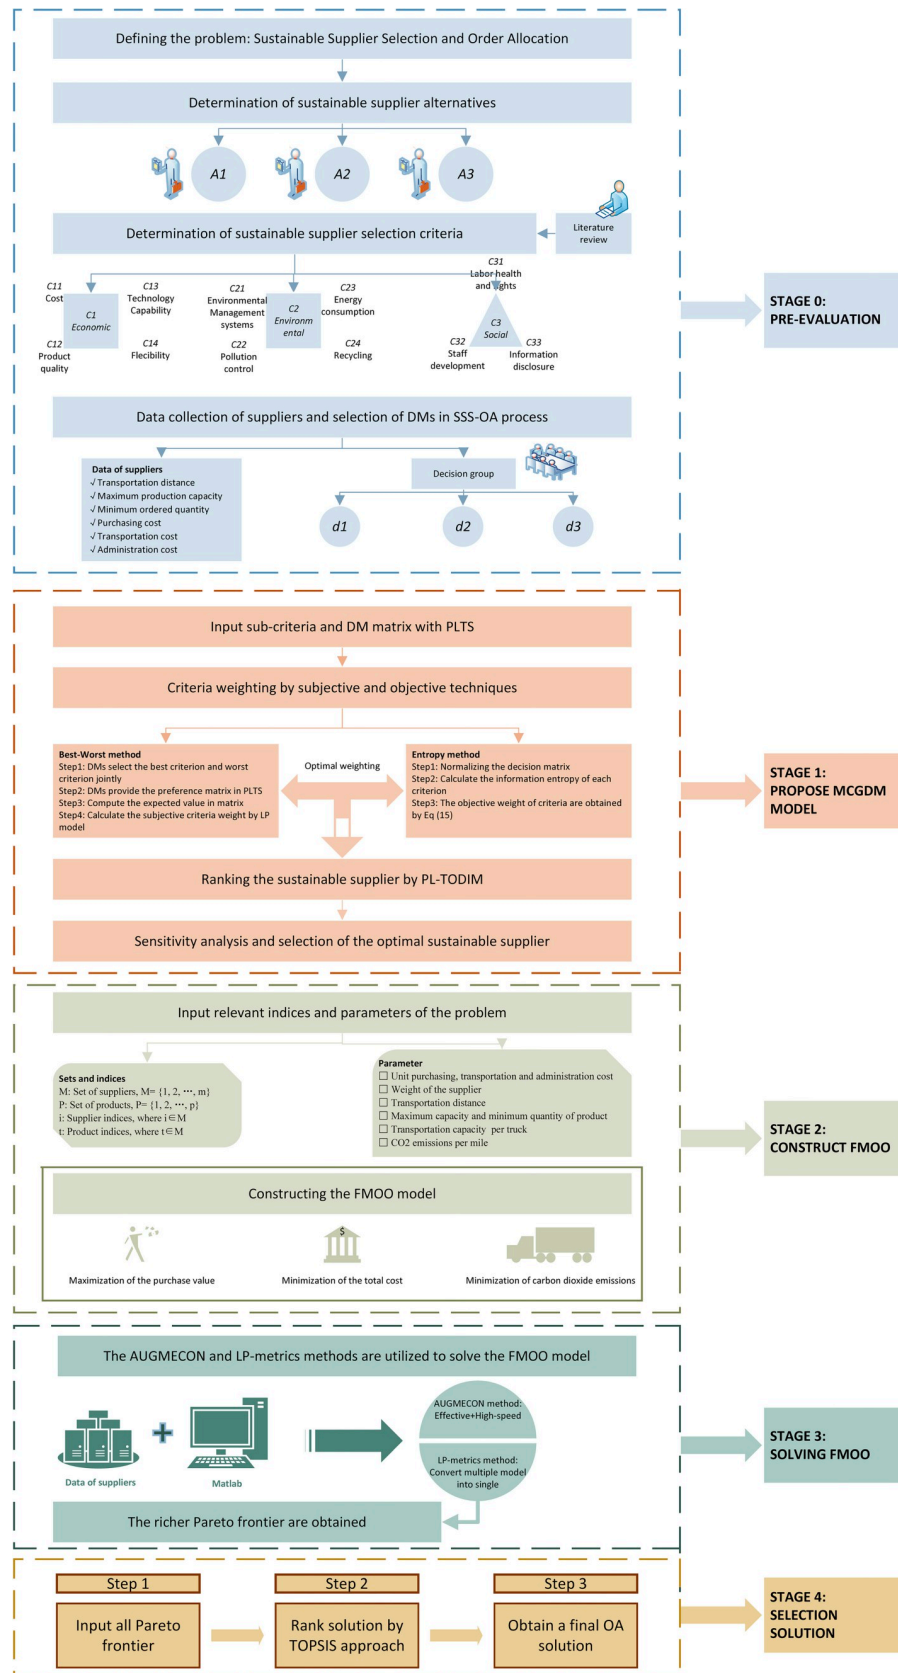 Defining the problem: Sustainable Supplier Selection and Order Allocation
Determination of sustainable supplier alternatives
A1
A2
A3
Determination of sustainable supplier selection criteria
Literature
review
C11
Cost
C13
Technology
Capability
C1
Economic
C12
Product
quality
C14
Flecibility
C21
Environmental
Management
systems
C23
Energy
consumption
C2
Environm
ental
C22
Pollution
control
C24
Recycling
C31
Labor health
and rights
C3
Social
C32
Staff
development
C33
Information
disclosure
STAGE 0:
PRE-EVALUATION
Data collection of suppliers and selection of DMs in SSS-OA process
Data of suppliers
√ Transportation distance
√ Maximum production capacity
√ Minimum ordered quantity
√ Purchasing cost
√ Transportation cost
√ Administration cost
Decision group
d1
d2
d3
Input sub-criteria and DM matrix with PLTS
Criteria weighting by subjective and objective techniques
Best-Worst method
Step1: DMs select the best criterion and worst
criterion jointly
Step2: DMs provide the preference matrix in PLTS
Step3: Compute the expected value in matrix
Step4: Calculate the subjective criteria weight by LP
model
Optimal weighting
Entropy method
Step1: Normalizing the decision matrix
Step2: Calculate the information entropy of each
criterion
Step3: The objective weight of criteria are obtained
by Eq (15)
STAGE 1:
PROPOSE MCGDM
MODEL
Ranking the sustainable supplier by PL-TODIM
Sensitivity analysis and selection of the optimal sustainable supplier
Input relevant indices and parameters of the problem
Sets and indices
M: Set of suppliers, M= {1, 2, ⋯, m}
P: Set of products, P= {1, 2, ⋯, p}
i: Supplier indices, where i∈M
t: Product indices, where t∈M
Parameter
□ Unit purchasing, transportation and administration cost
□ Weight of the supplier
□ Transportation distance
□ Maximum capacity and minimum quantity of product
□ Transportation capacity per truck
□ CO2 emissions per mile
STAGE 2:
CONSTRUCT FMOO
Constructing the FMOO model
$
Maximization of the purchase value
Minimization of the total cost
Minimization of carbon dioxide emissions
The AUGMECON and LP-metrics methods are utilized to solve the FMOO model
Data of suppliers
Matlab
AUGMECON method:
Effective+High-speed
LP-metrics method:
Convert multiple model
into single
STAGE 3:
SOLVING FMOO
The richer Pareto frontier are obtained
Step 1
Input all Pareto
frontier
Step 2
Rank solution by
TOPSIS approach
Step 3
Obtain a final OA
solution
STAGE 4:
SELECTION
SOLUTION